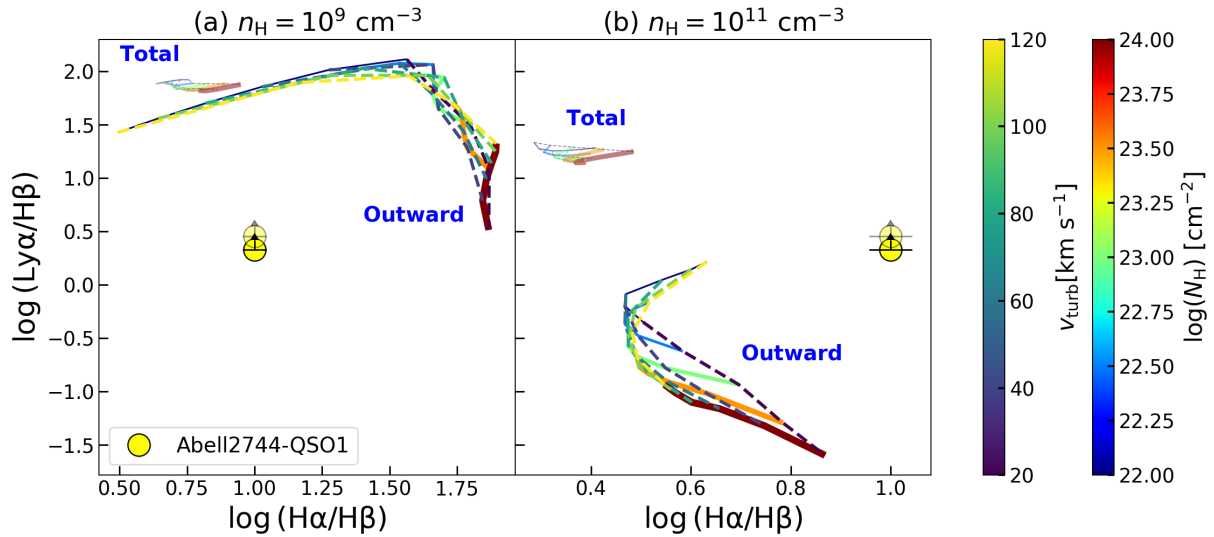 (a) n_H = 10⁹ cm⁻³
(b) n_H = 10¹¹ cm⁻³
Total
Outward
Total
Outward
Abell2744-QSO1
log (Lyα/Hβ)
2.0
1.5
1.0
0.5
0.0
−0.5
−1.0
−1.5
0.50 0.75 1.00 1.25 1.50 1.75
log (Hα/Hβ)
0.4 0.6 0.8 1.0
log (Hα/Hβ)
120
100
80
60
40
20
v_turb[km s⁻¹]
24.00
23.75
23.50
23.25
23.00
22.75
22.50
22.25
22.00
log(N_H) [cm⁻²]